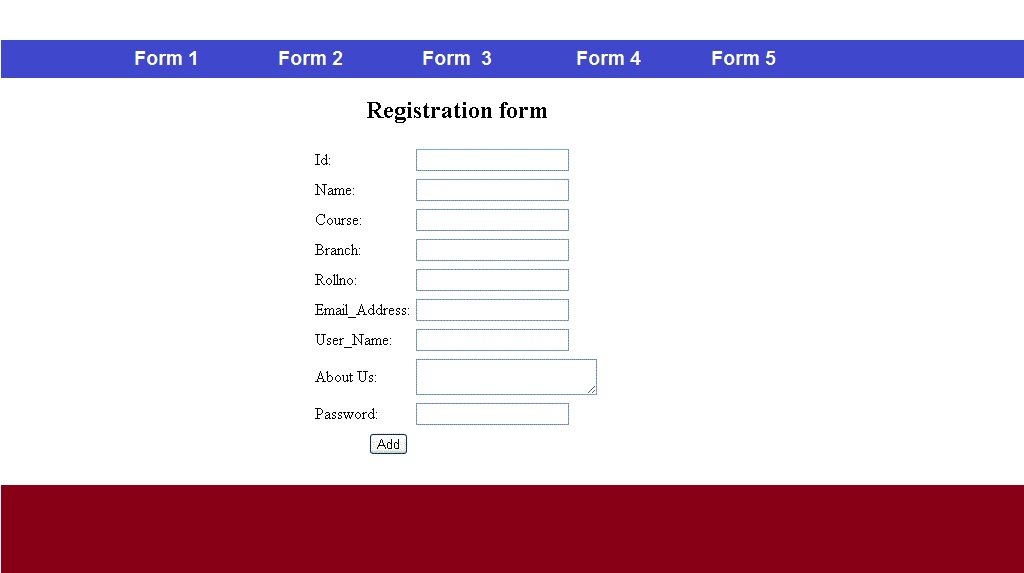 Form 1 Form 2 Form 3 Form 4 Form 5
Registration form
Id:
Name:
Course:
Branch:
Rollno:
Email_Address:
User_Name:
About Us:
Password:
Add